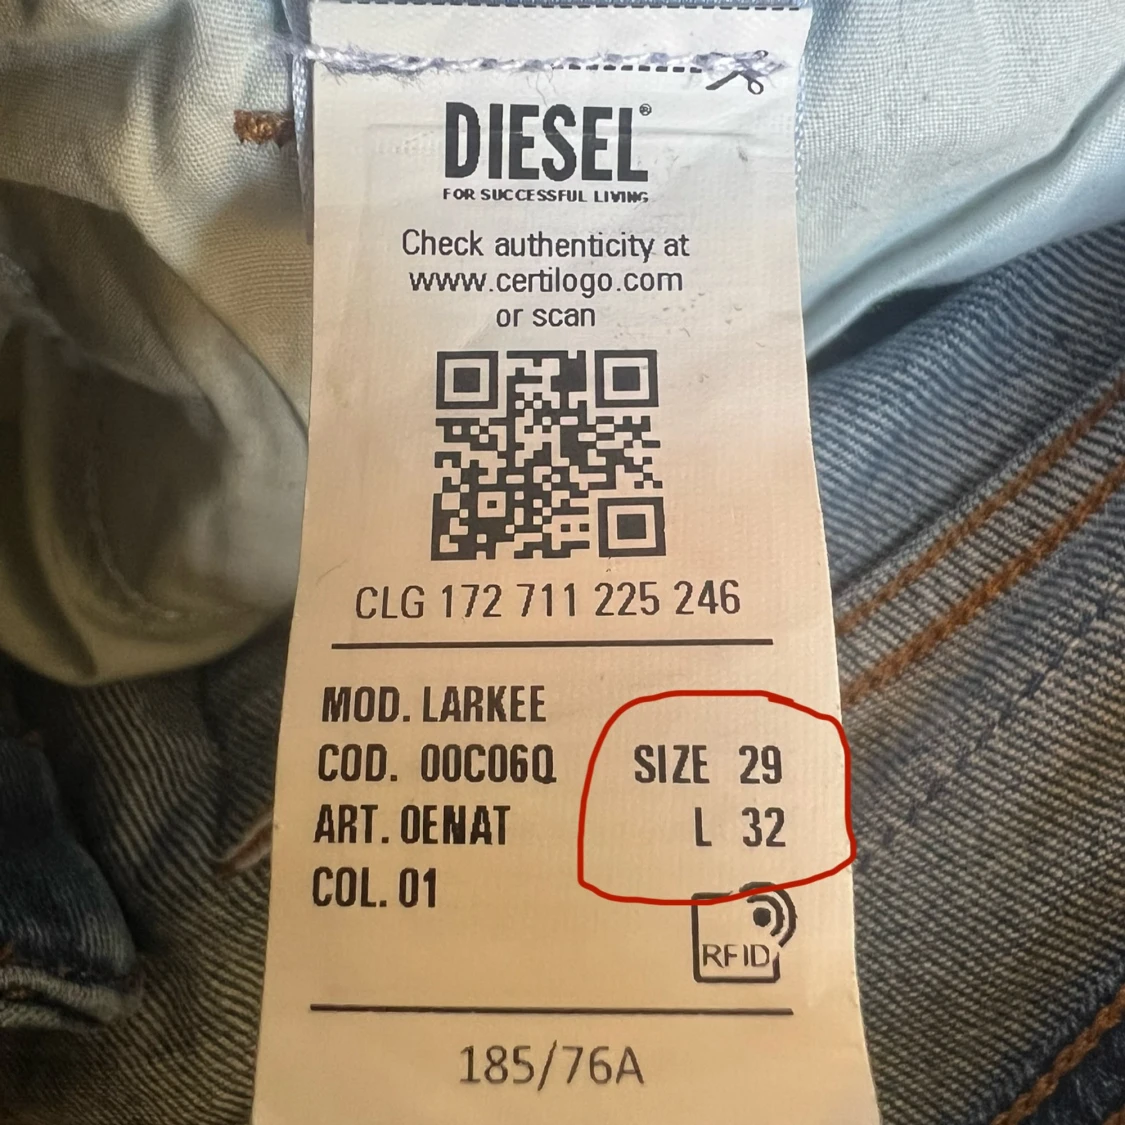 DIESEL®
FOR SUCCESSFUL LIVING
Check authenticity at
www.certilogo.com
or scan
CLG 172 711 225 246
MOD. LARKEE
COD. 00C06Q SIZE 29
ART. 0ENAT L 32
COL. 01
RFID
185/76A